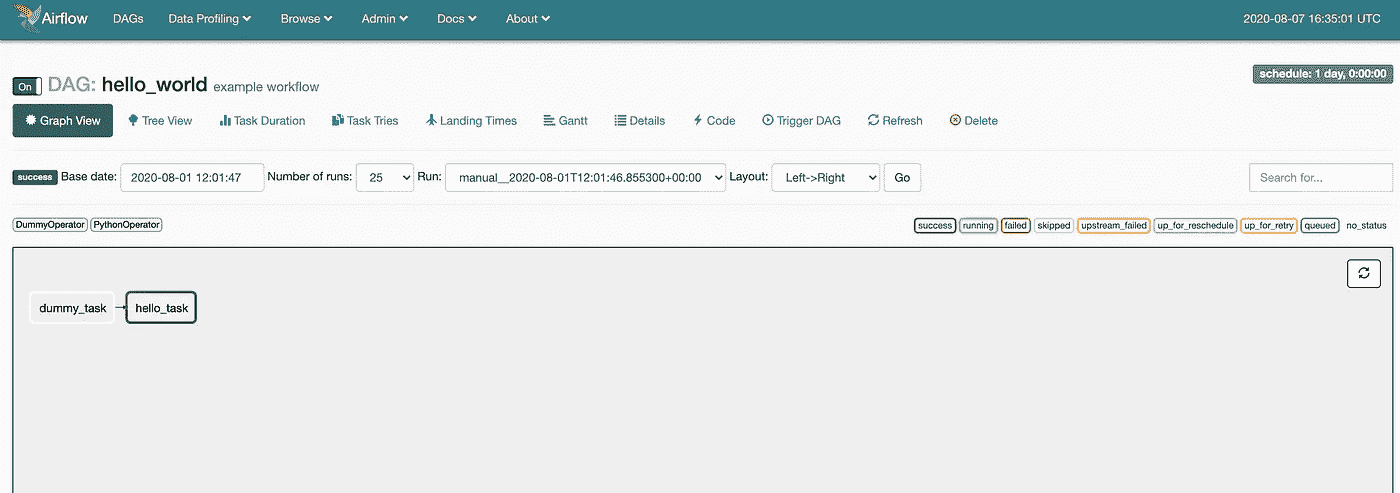 Airflow DAGs Data Profiling Browse Admin Docs About 2020-08-07 16:35:01 UTC
schedule: 1 day, 0:00:00
On DAG: hello_world example workflow
Graph View Tree View Task Duration Task Tries Landing Times Gantt Details Code Trigger DAG Refresh Delete
success Base date: 2020-08-01 12:01:47 Number of runs: 25 Run: manual__2020-08-01T12:01:46.855300+00:00 Layout: Left->Right Go Search for...
DummyOperator PythonOperator success running failed skipped upstream_failed up_for_reschedule up_for_retry queued no_status
dummy_task hello_task